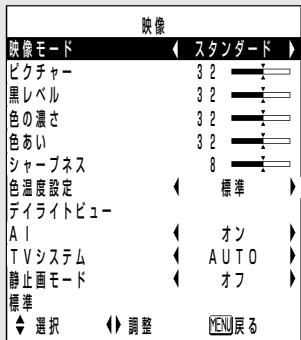 映像
映像モード スタンダード
ピクチャー 32
黒レベル 32
色の濃さ 32
色あい 32
シャープネス 8
色温度設定 標準
デイライトビュー
AI オン
TVシステム AUTO
静止画モード オフ
標準
選択 調整 MENU戻る